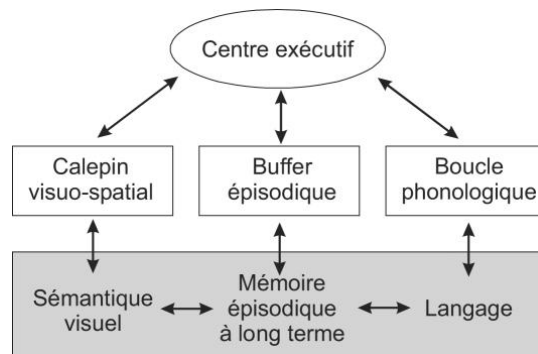 Centre exécutif
Calepin
visuo-spatial
Buffer
épisodique
Boucle
phonologique
Sémantique
visuel
Mémoire
épisodique
à long terme
Langage